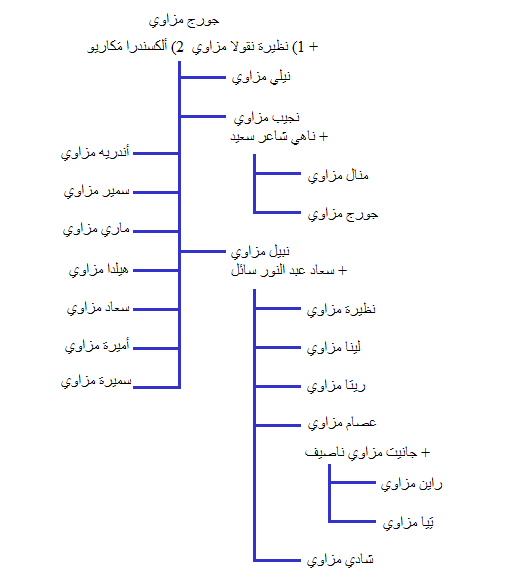 جورج مزاوي
+ 1) نظيرة نقولا مزاوي 2) ألكسندرا مكاريو
نيلي مزاوي
نجيب مزاوي
+ ناهي شاعر سعيد
أندريه مزاوي
منال مزاوي
سمير مزاوي
جورج مزاوي
ماري مزاوي
نبيل مزاوي
+ سعاد عبد النور سائل
هيلدا مزاوي
سعاد مزاوي
نظيرة مزاوي
أميرة مزاوي
لينا مزاوي
سميرة مزاوي
ريتا مزاوي
عصام مزاوي
+ جانيت مزاوي ناصيف
راين مزاوي
تِيا مزاوي
شادي مزاوي